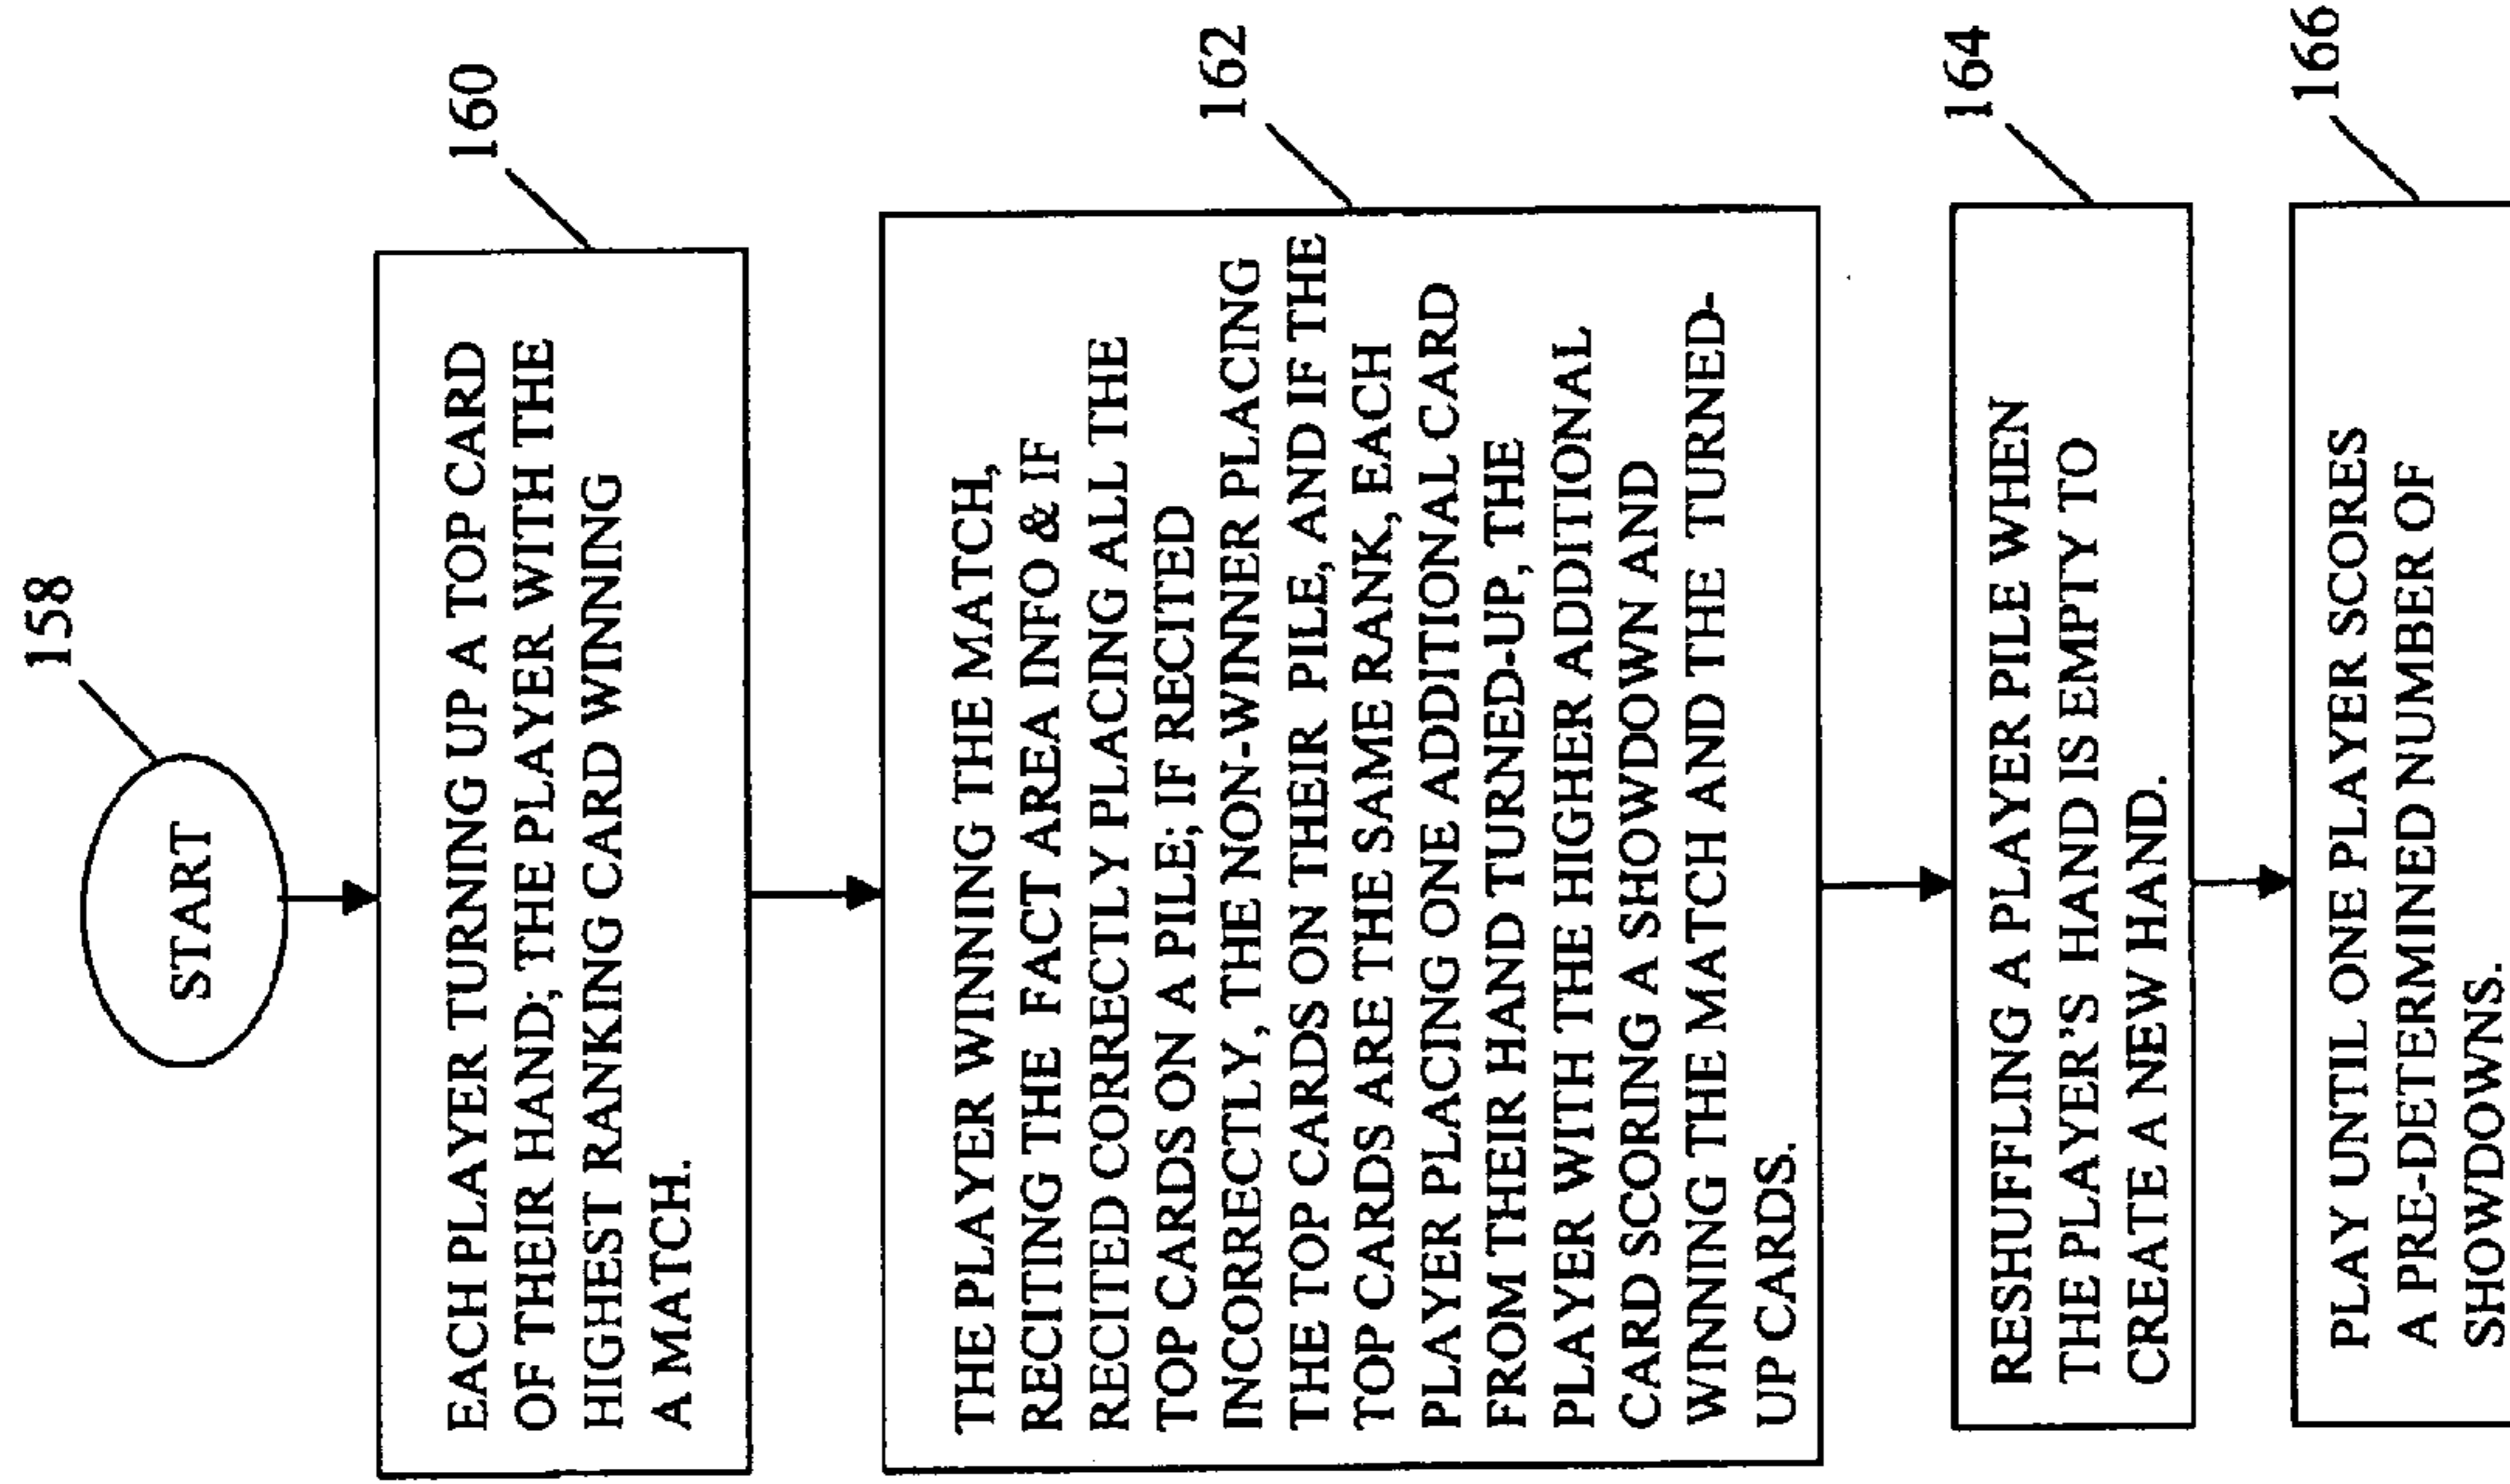 158
START
160
EACH PLAYER TURNING UP A TOP CARD
OF THEIR HAND; THE PLAYER WITH THE
HIGHEST RANKING CARD WINNING
A MATCH.
162
THE PLAYER WINNING THE MATCH,
RECITING THE FACT AREA INFO & IF
RECITED CORRECTLY PLACING ALL THE
TOP CARDS ON A PILE; IF RECITED
INCORRECTLY, THE NON-WINNER PLACING
THE TOP CARDS ON THEIR PILE, AND IF THE
TOP CARDS ARE THE SAME RANK, EACH
PLAYER PLACING ONE ADDITIONAL CARD
FROM THEIR HAND TURNED-UP, THE
PLAYER WITH THE HIGHER ADDITIONAL
CARD SCORING A SHOWDOWN AND
WINNING THE MATCH AND THE TURNED-
UP CARDS.
164
RESHUFFLING A PLAYER PILE WHEN
THE PLAYER'S HAND IS EMPTY TO
CREATE A NEW HAND.
166
PLAY UNTIL ONE PLAYER SCORES
A PRE-DETERMINED NUMBER OF
SHOWDOWNS.